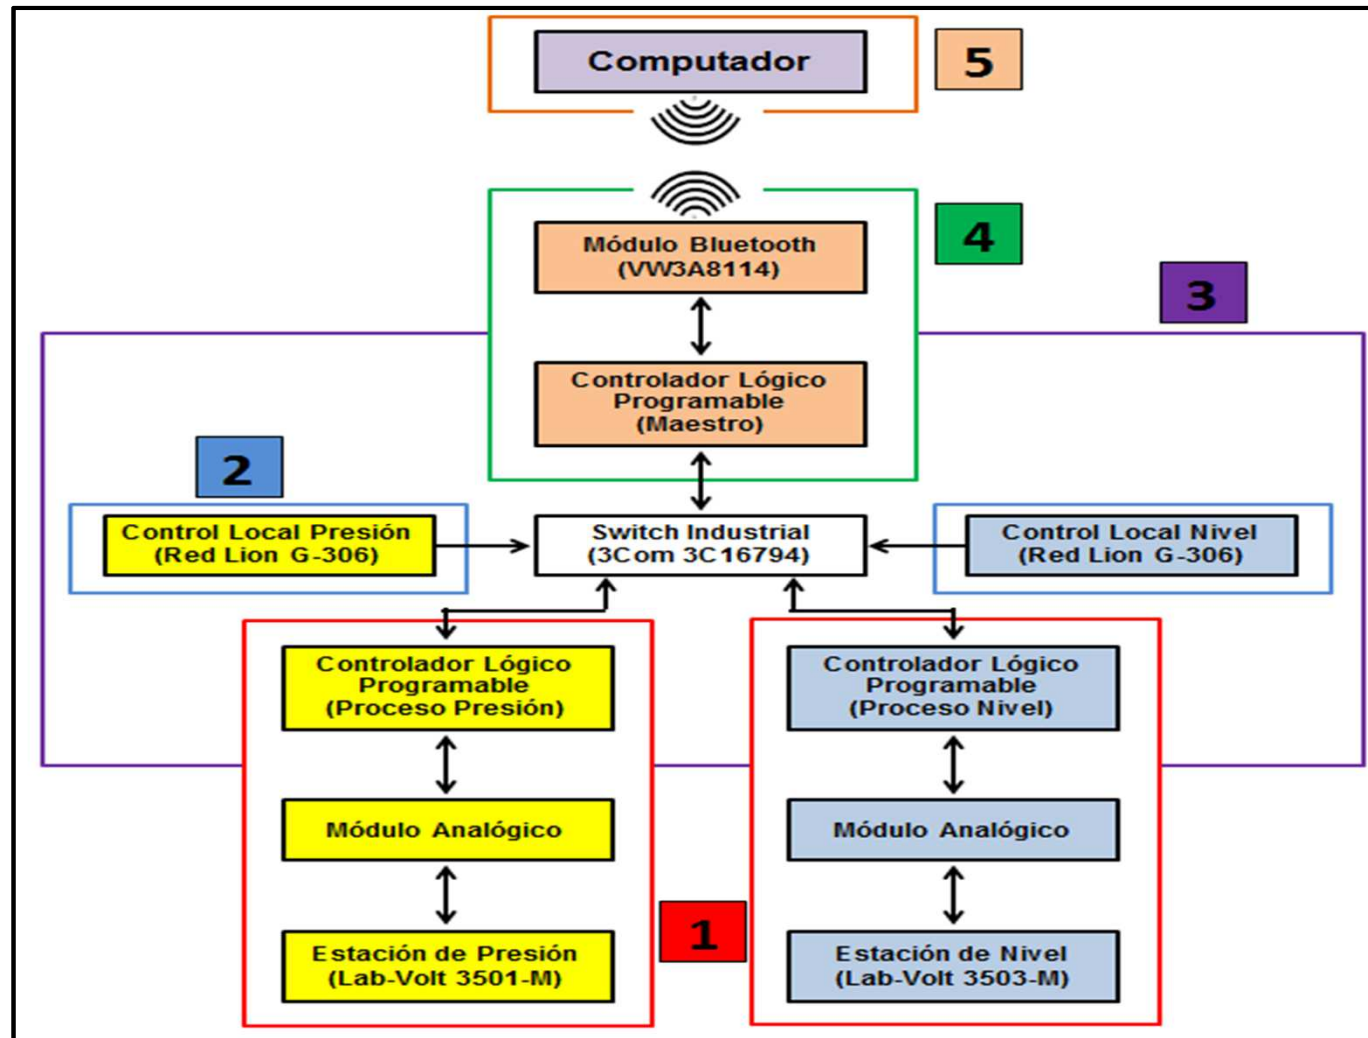 Computador
5
Módulo Bluetooth
(VW3A8114)
4
3
Controlador Lógico
Programable
(Maestro)
2
Control Local Presión
(Red Lion G-306)
Switch Industrial
(3Com 3C16794)
Control Local Nivel
(Red Lion G-306)
Controlador Lógico
Programable
(Proceso Presión)
Controlador Lógico
Programable
(Proceso Nivel)
Módulo Analógico
Módulo Analógico
1
Estación de Presión
(Lab-Volt 3501-M)
Estación de Nivel
(Lab-Volt 3503-M)